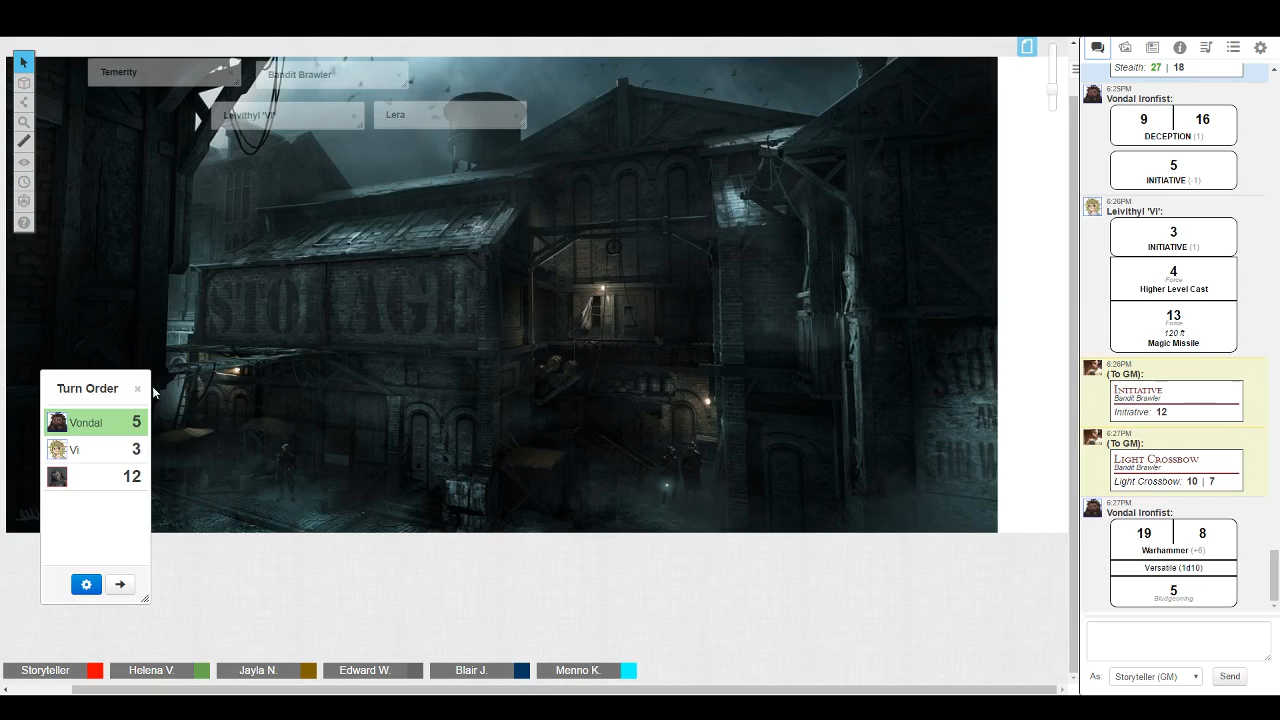 Temerity
Bandit Brawler
Leivithyl 'Vi'
Lera
STORAGE
Turn Order
Vondal 5
Vi 3
12
Storyteller
Helena V.
Jayla N.
Edward W.
Blair J.
Menno K.
Stealth: 27 | 18
6:25PM
Vondal Ironfist:
9 16
DECEPTION (1)
5
INITIATIVE (-1)
6:26PM
Leivithyl 'Vi':
3
INITIATIVE (1)
4
Force
Higher Level Cast
13
Force
120 ft
Magic Missile
6:26PM
(To GM):
INITIATIVE
Bandit Brawler
Initiative: 12
6:27PM
(To GM):
LIGHT CROSSBOW
Bandit Brawler
Light Crossbow: 10 | 7
6:27PM
Vondal Ironfist:
19 8
Warhammer (+6)
Versatile (1d10)
5
Bludgeoning
As: Storyteller (GM) Send